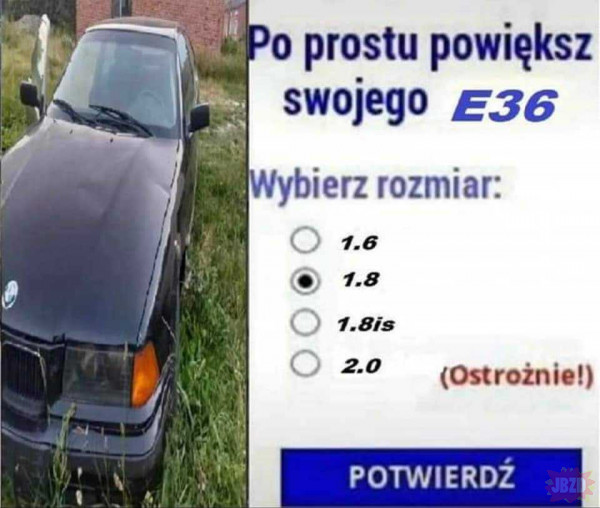 Po prostu powiększ
swojego E36
Wybierz rozmiar:
1.6
1.8
1.8is
2.0 (Ostrożnie!)
POTWIERDŹ
JBZD